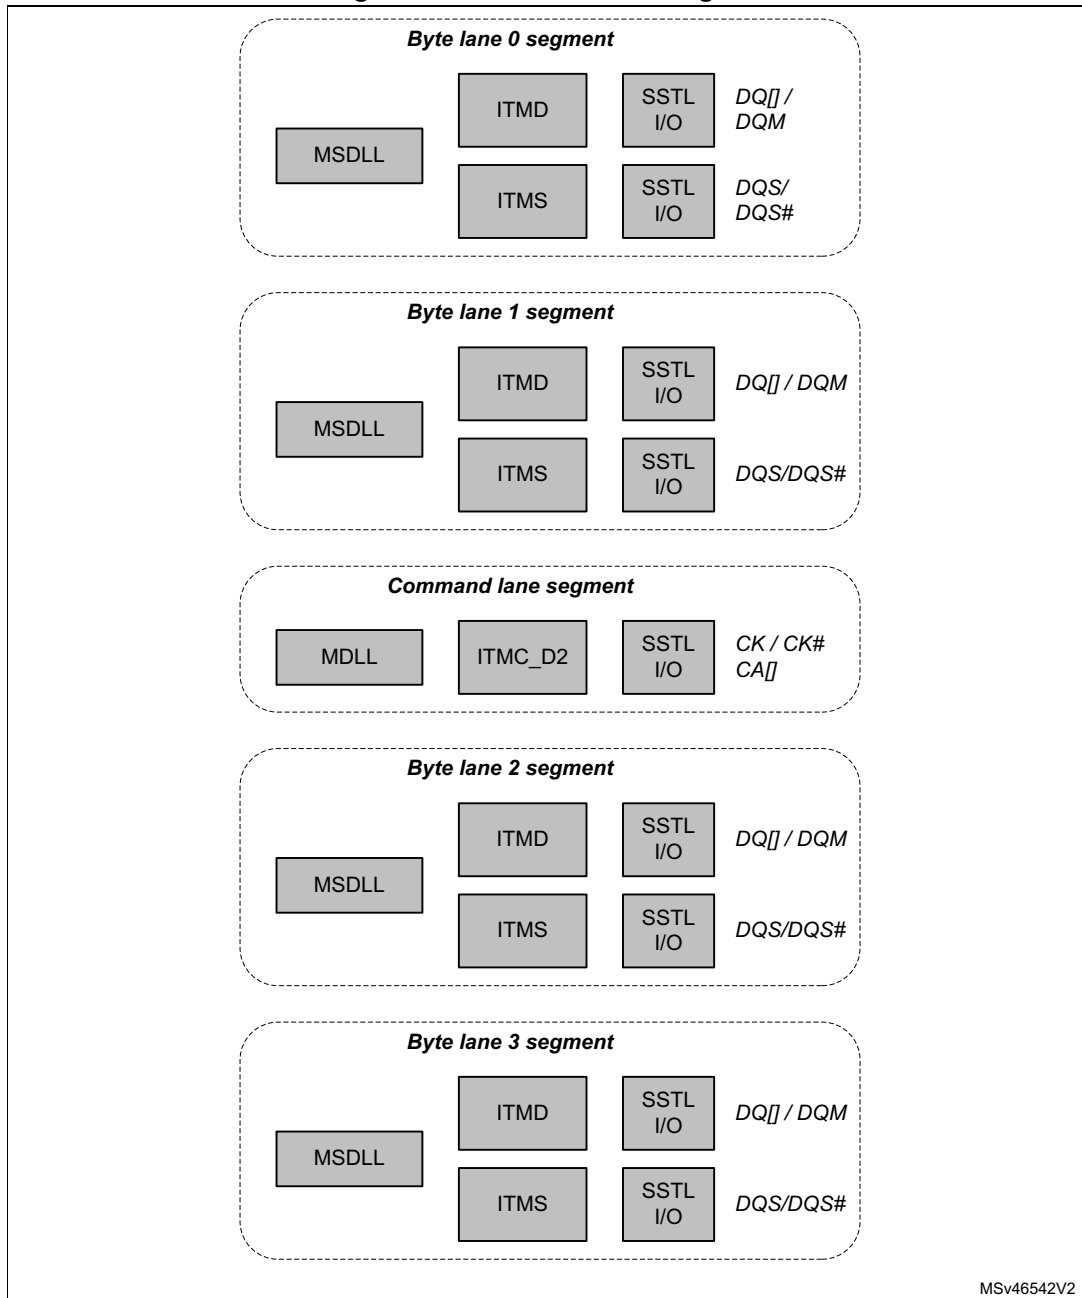 Byte lane 0 segment
MSDLL
ITMD
SSTL
I/O
DQ[] /
DQM
ITMS
SSTL
I/O
DQS/
DQS#
Byte lane 1 segment
MSDLL
ITMD
SSTL
I/O
DQ[] / DQM
ITMS
SSTL
I/O
DQS/DQS#
Command lane segment
MDLL
ITMC_D2
SSTL
I/O
CK / CK#
CA[]
Byte lane 2 segment
MSDLL
ITMD
SSTL
I/O
DQ[] / DQM
ITMS
SSTL
I/O
DQS/DQS#
Byte lane 3 segment
MSDLL
ITMD
SSTL
I/O
DQ[] / DQM
ITMS
SSTL
I/O
DQS/DQS#
MSv46542V2